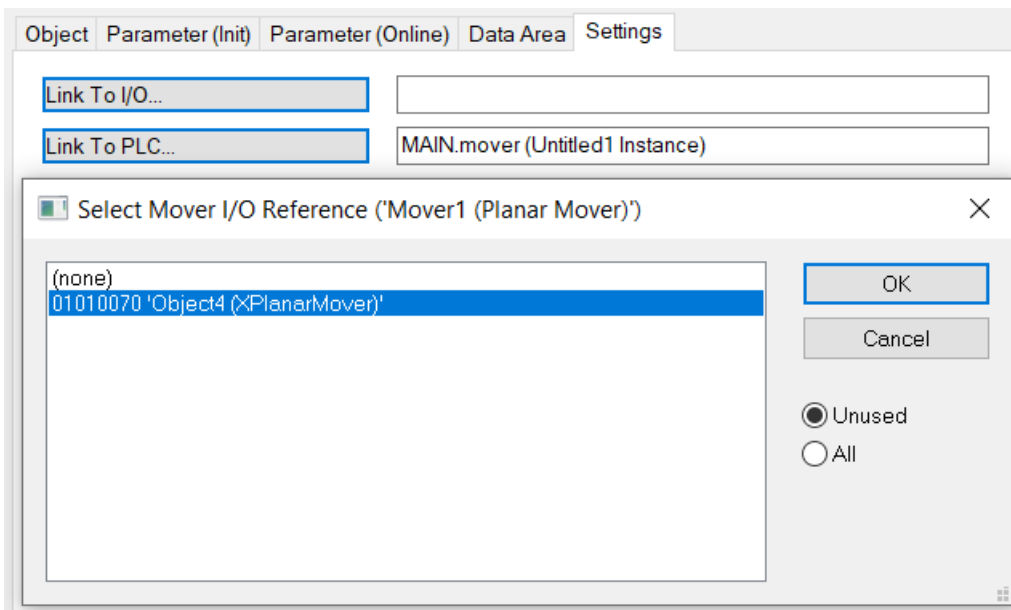 Object Parameter (Init) Parameter (Online) Data Area Settings
Link To I/O...
Link To PLC... MAIN.mover (Untitled1 Instance)
Select Mover I/O Reference ('Mover1 (Planar Mover)')
(none)
01010070 'Object4 (XPlanarMover)'
OK
Cancel
Unused
All